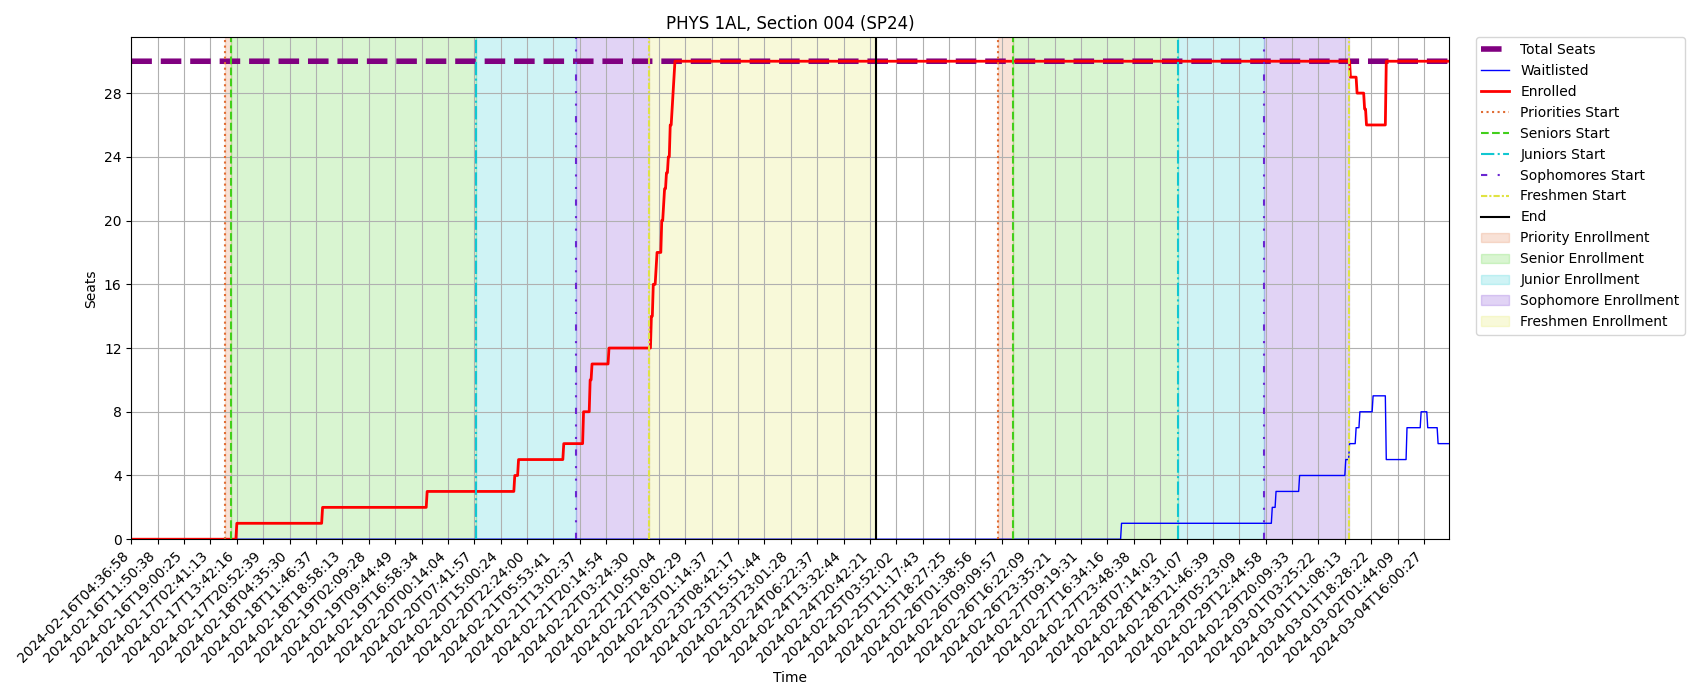 PHYS 1AL, Section 004 (SP24)
Total Seats
Waitlisted
Enrolled
Priorities Start
Seniors Start
Juniors Start
Sophomores Start
Freshmen Start
End
Priority Enrollment
Senior Enrollment
Junior Enrollment
Sophomore Enrollment
Freshmen Enrollment
Seats
28
24
20
16
12
8
4
0
2024-02-16T04:36:58
2024-02-16T11:50:38
2024-02-16T19:00:25
2024-02-17T02:41:13
2024-02-17T13:42:16
2024-02-17T20:52:39
2024-02-18T04:35:30
2024-02-18T11:46:37
2024-02-18T18:58:13
2024-02-19T02:09:28
2024-02-19T09:44:49
2024-02-19T16:58:34
2024-02-20T00:14:04
2024-02-20T07:41:57
2024-02-20T15:00:24
2024-02-20T22:24:00
2024-02-21T05:53:41
2024-02-21T13:02:37
2024-02-21T20:14:54
2024-02-22T03:24:30
2024-02-22T10:50:04
2024-02-22T18:02:29
2024-02-23T01:14:37
2024-02-23T08:42:17
2024-02-23T15:51:44
2024-02-23T23:01:28
2024-02-24T06:22:37
2024-02-24T13:32:44
2024-02-24T20:42:21
2024-02-25T03:52:02
2024-02-25T11:17:43
2024-02-25T18:27:25
2024-02-26T01:38:56
2024-02-26T09:09:57
2024-02-26T16:22:09
2024-02-26T23:35:21
2024-02-27T09:19:31
2024-02-27T16:34:16
2024-02-27T23:48:38
2024-02-28T07:14:02
2024-02-28T14:31:07
2024-02-28T21:46:39
2024-02-29T05:23:09
2024-02-29T12:44:58
2024-02-29T20:09:33
2024-03-01T03:25:22
2024-03-01T11:08:13
2024-03-01T18:28:22
2024-03-02T01:44:09
2024-03-04T16:00:27
Time